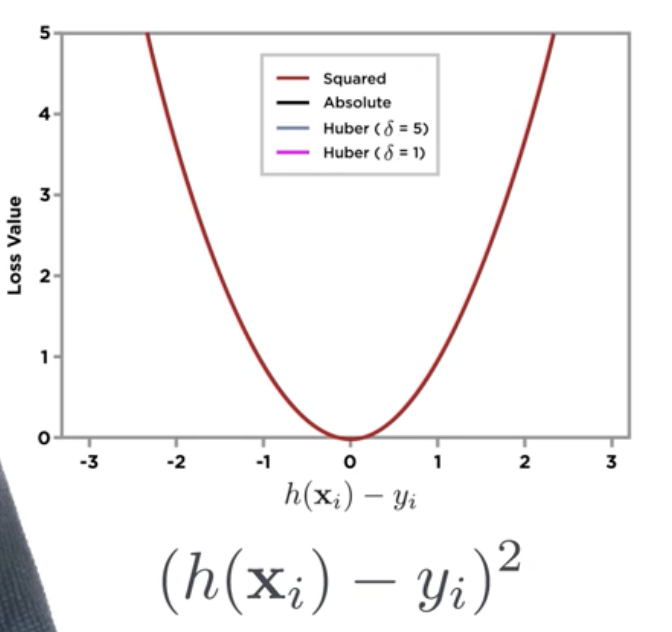 5
Squared
Absolute
Huber ( δ = 5)
Huber ( δ = 1)
4
3
2
1
0
Loss Value
-3 -2 -1 0 1 2 3
h(xᵢ) − yᵢ
(h(xᵢ) − yᵢ)²